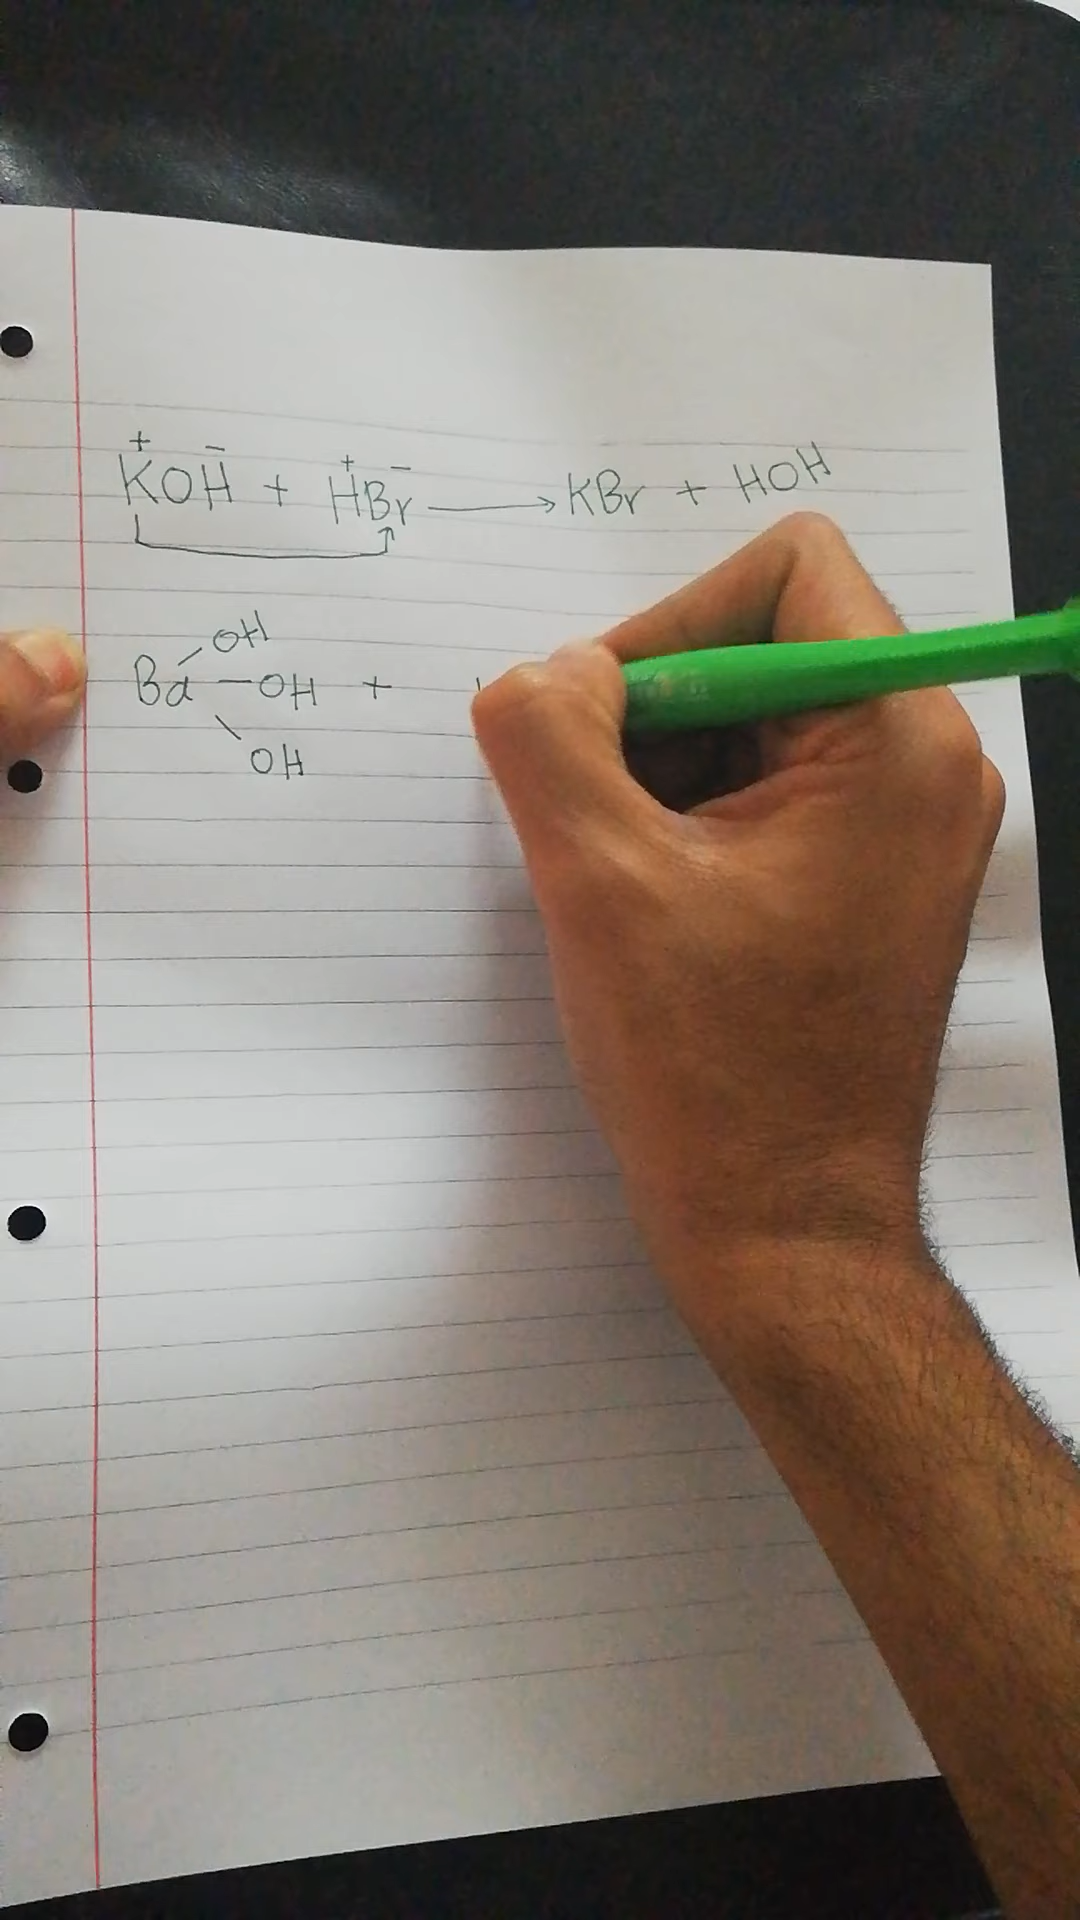 + − + −
KOH + HBr → KBr + HOH
OH
Ba −OH +
OH